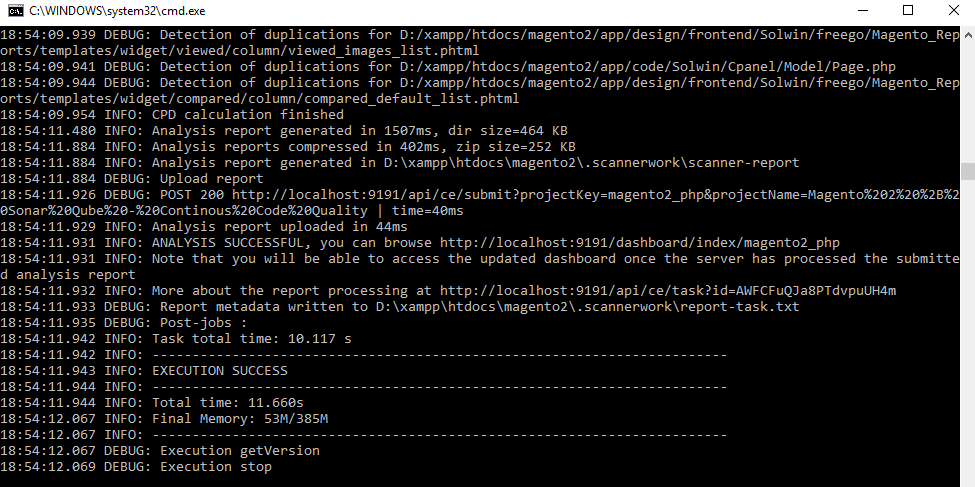 C:\WINDOWS\system32\cmd.exe
18:54:09.939 DEBUG: Detection of duplications for D:/xampp/htdocs/magento2/app/design/frontend/Solwin/freego/Magento_Rep
orts/templates/widget/viewed/column/viewed_images_list.phtml
18:54:09.941 DEBUG: Detection of duplications for D:/xampp/htdocs/magento2/app/code/Solwin/Cpanel/Model/Page.php
18:54:09.944 DEBUG: Detection of duplications for D:/xampp/htdocs/magento2/app/design/frontend/Solwin/freego/Magento_Rep
orts/templates/widget/compared/column/compared_default_list.phtml
18:54:09.954 INFO: CPD calculation finished
18:54:11.480 INFO: Analysis report generated in 1507ms, dir size=464 KB
18:54:11.884 INFO: Analysis reports compressed in 402ms, zip size=252 KB
18:54:11.884 INFO: Analysis report generated in D:\xampp\htdocs\magento2\.scannerwork\scanner-report
18:54:11.884 DEBUG: Upload report
18:54:11.926 DEBUG: POST 200 http://localhost:9191/api/ce/submit?projectKey=magento2_php&projectName=Magento%202%20%2B%2
0Sonar%20Qube%20-%20Continous%20Code%20Quality | time=40ms
18:54:11.929 INFO: Analysis report uploaded in 44ms
18:54:11.931 INFO: ANALYSIS SUCCESSFUL, you can browse http://localhost:9191/dashboard/index/magento2_php
18:54:11.931 INFO: Note that you will be able to access the updated dashboard once the server has processed the submitte
d analysis report
18:54:11.932 INFO: More about the report processing at http://localhost:9191/api/ce/task?id=AWFCFuQJa8PTdvpuUH4m
18:54:11.933 DEBUG: Report metadata written to D:\xampp\htdocs\magento2\.scannerwork\report-task.txt
18:54:11.935 DEBUG: Post-jobs :
18:54:11.942 INFO: Task total time: 10.117 s
18:54:11.942 INFO: ------------------------------------------------------------------------
18:54:11.943 INFO: EXECUTION SUCCESS
18:54:11.944 INFO: ------------------------------------------------------------------------
18:54:11.944 INFO: Total time: 11.660s
18:54:12.067 INFO: Final Memory: 53M/385M
18:54:12.067 INFO: ------------------------------------------------------------------------
18:54:12.067 DEBUG: Execution getVersion
18:54:12.069 DEBUG: Execution stop